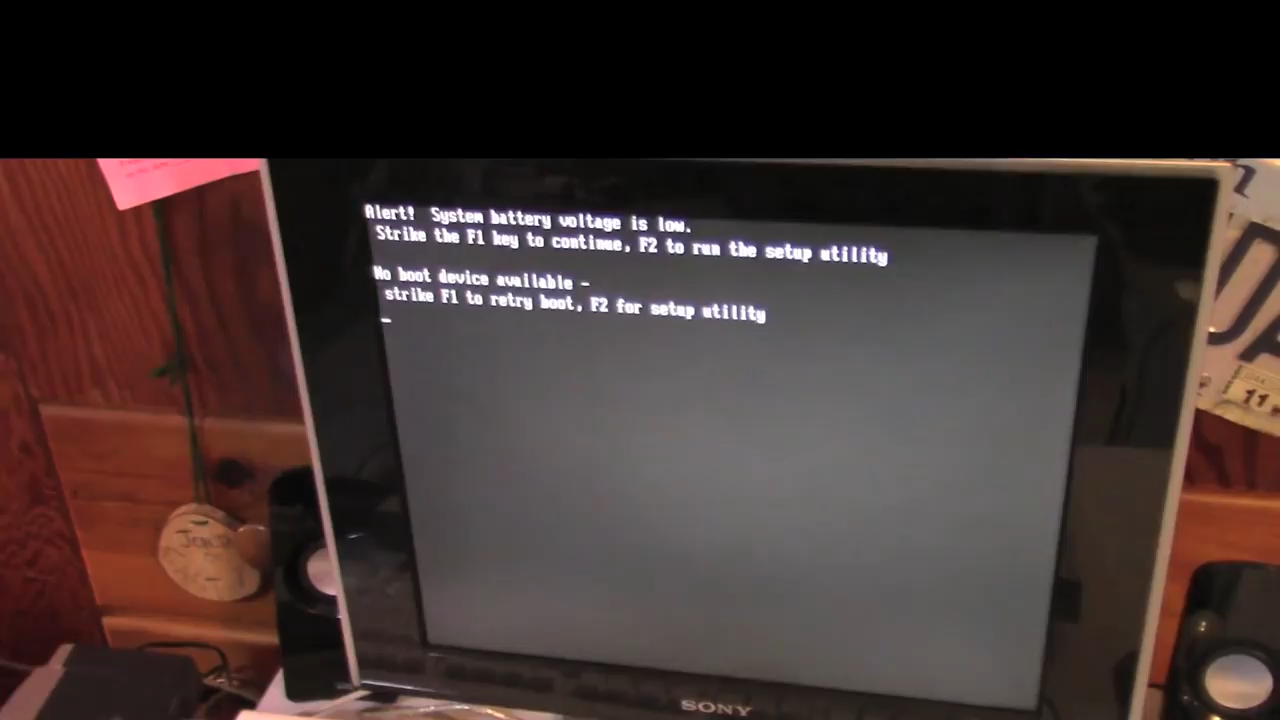 Alert!  System battery voltage is low.
Strike the F1 key to continue, F2 to run the setup utility
No boot device available -
strike F1 to retry boot, F2 for setup utility
_
SONY
11